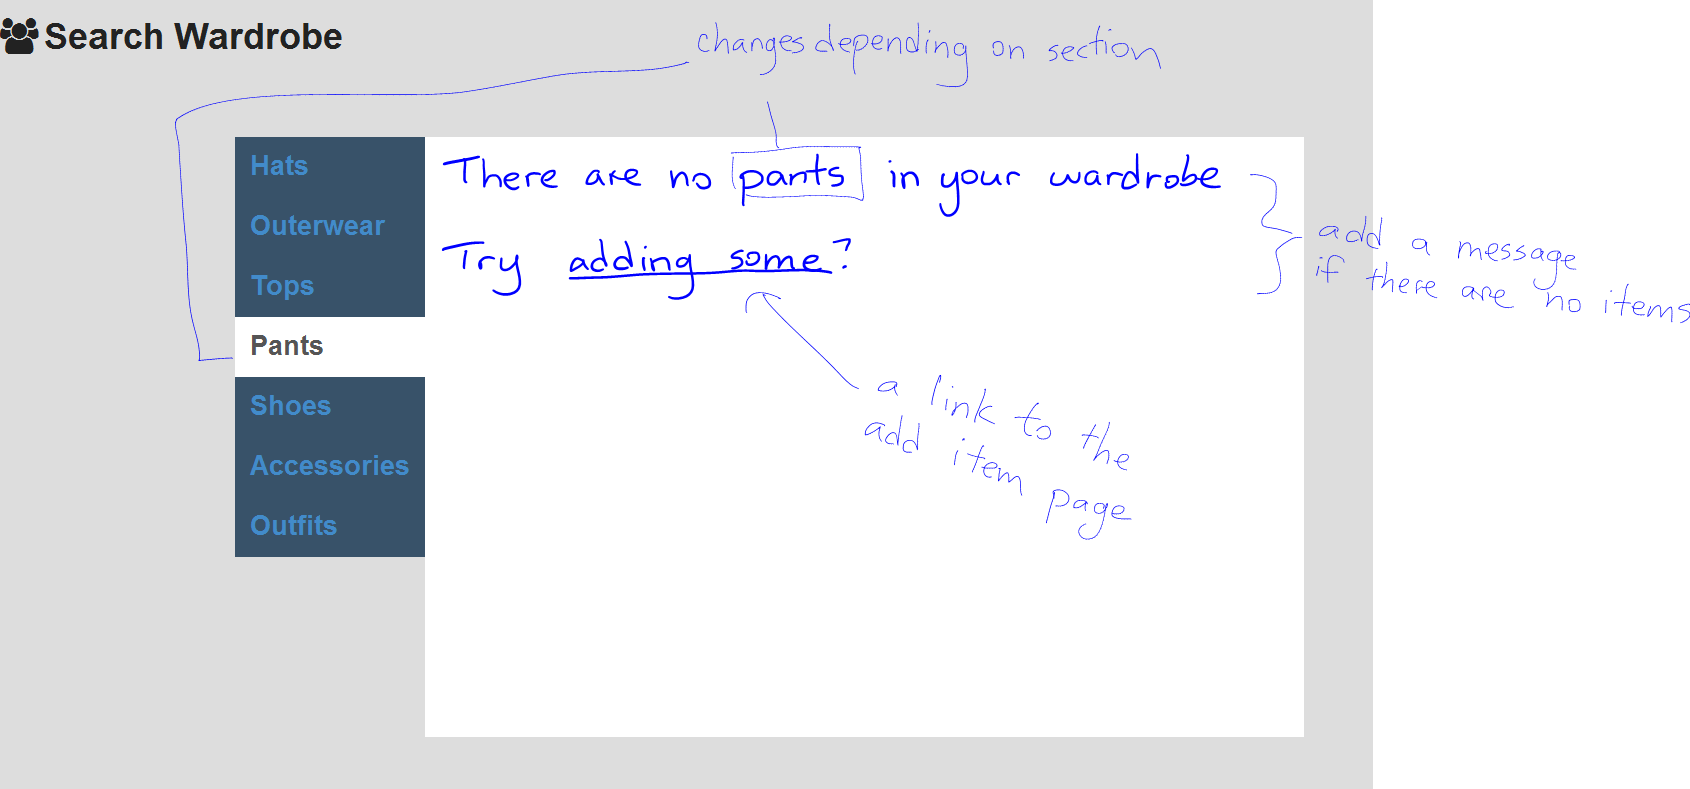 Search Wardrobe
changes depending on section
Hats
Outerwear
Tops
Pants
Shoes
Accessories
Outfits
There are no pants in your wardrobe
Try adding some?
add a message
if there are no items
a link to the
add item page